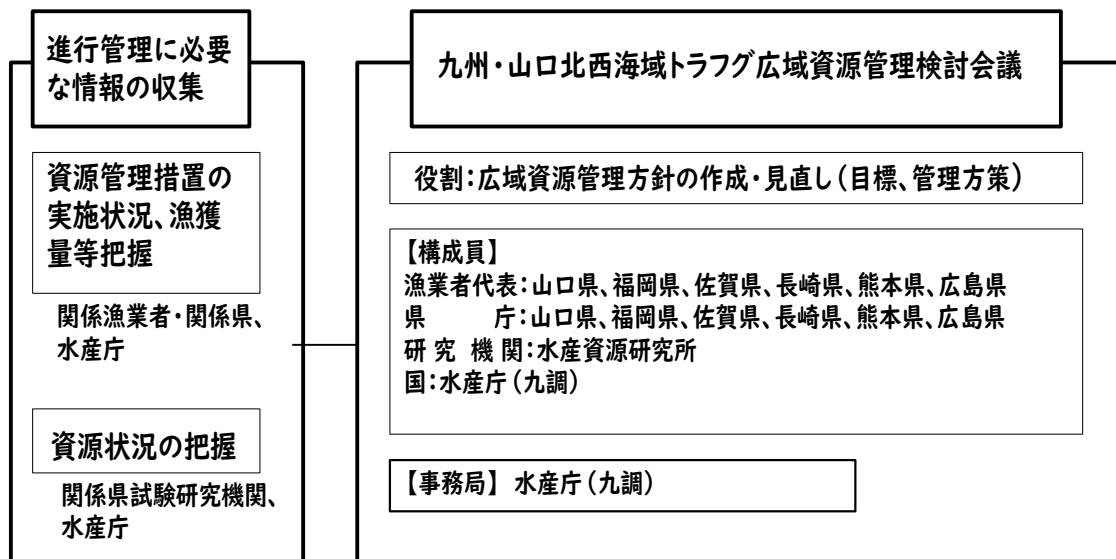 進行管理に必要
な情報の収集
資源管理措置の
実施状況、漁獲
量等把握
関係漁業者・関係県、
水産庁
資源状況の把握
関係県試験研究機関、
水産庁
九州・山口北西海域トラフグ広域資源管理検討会議
役割：広域資源管理方針の作成・見直し（目標、管理方策）
【構成員】
漁業者代表：山口県、福岡県、佐賀県、長崎県、熊本県、広島県
県　　　庁：山口県、福岡県、佐賀県、長崎県、熊本県、広島県
研 究 機 関：水産資源研究所
国：水産庁（九調）
【事務局】 水産庁（九調）